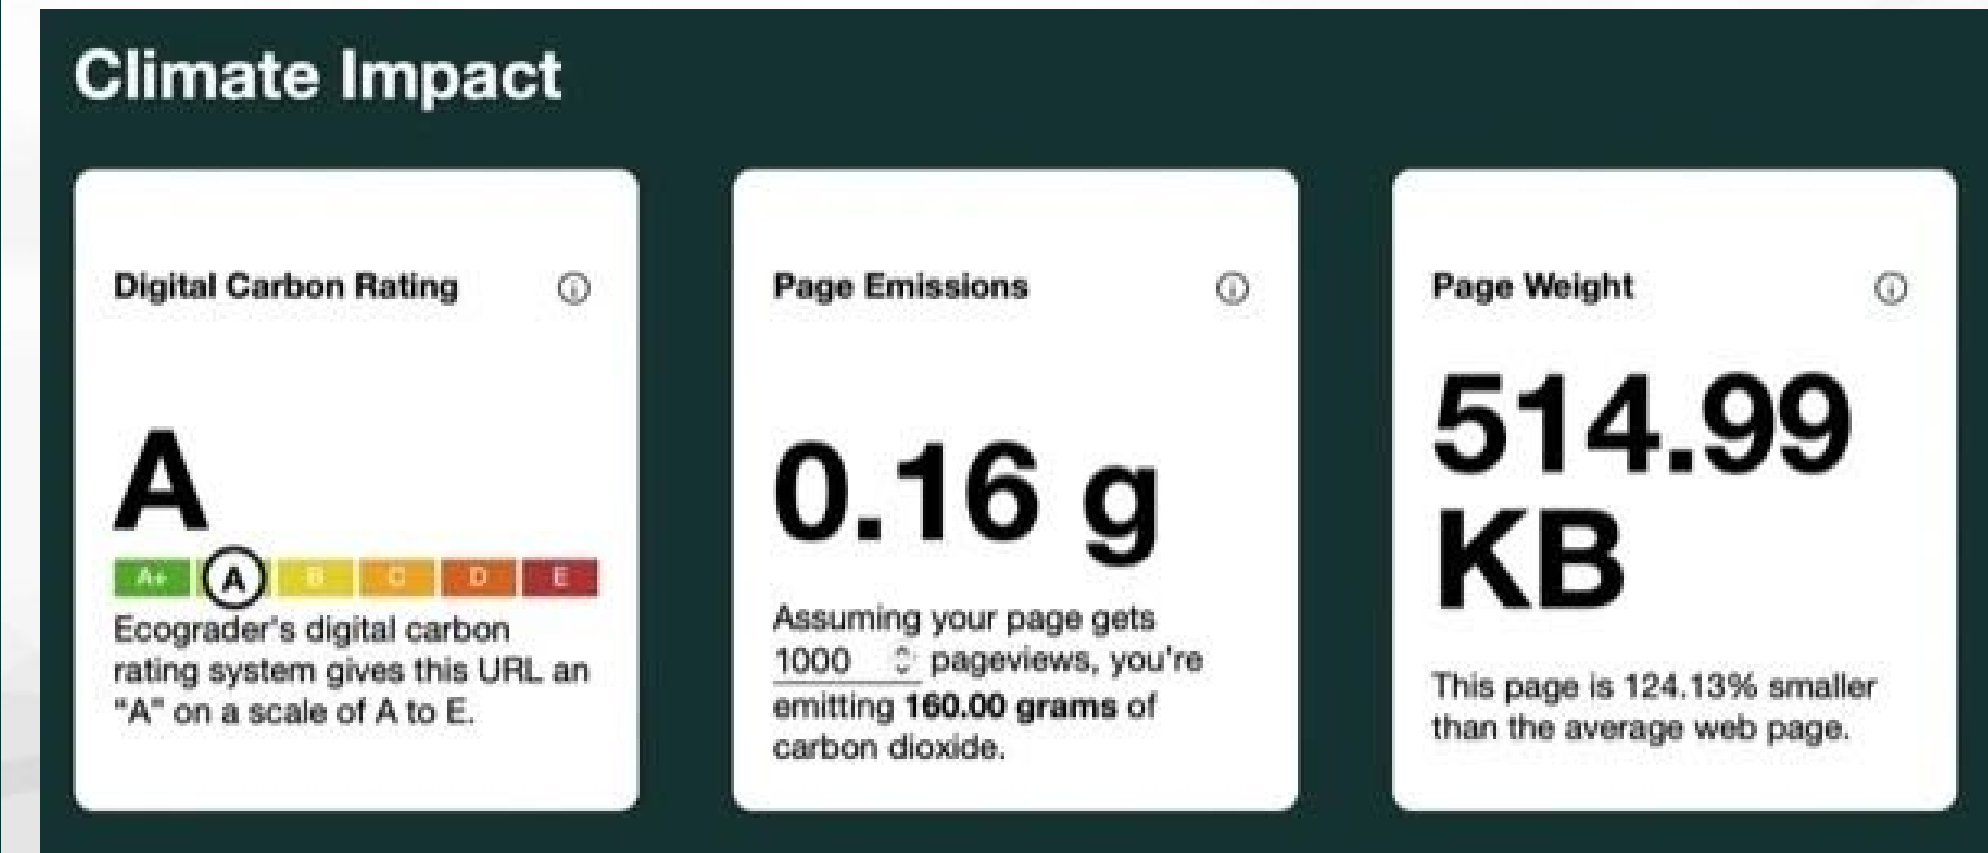 Climate Impact
Digital Carbon Rating
A
A+ A B C D E
Ecograder's digital carbon
rating system gives this URL an
"A" on a scale of A to E.
Page Emissions
0.16 g
Assuming your page gets
1000 pageviews, you're
emitting 160.00 grams of
carbon dioxide.
Page Weight
514.99
KB
This page is 124.13% smaller
than the average web page.